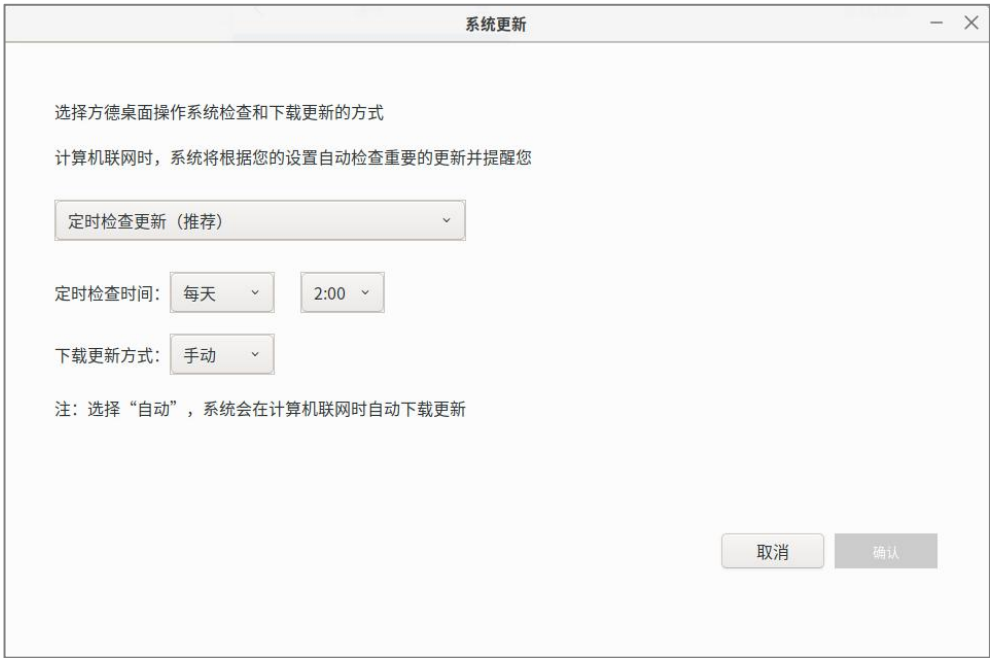 系统更新
选择方德桌面操作系统检查和下载更新的方式
计算机联网时，系统将根据您的设置自动检查重要的更新并提醒您
定时检查更新（推荐）
定时检查时间： 每天 2:00
下载更新方式： 手动
注：选择“自动”，系统会在计算机联网时自动下载更新
取消 确认